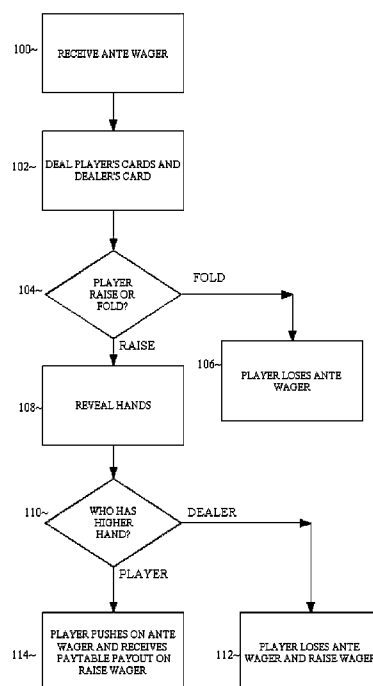 100~
RECEIVE ANTE WAGER
102~
DEAL PLAYER'S CARDS AND
DEALER'S CARD
104~
PLAYER
RAISE OR
FOLD?
FOLD
RAISE
106~
PLAYER LOSES ANTE
WAGER
108~
REVEAL HANDS
110~
WHO HAS
HIGHER
HAND?
DEALER
PLAYER
114~
PLAYER PUSHES ON ANTE
WAGER AND RECEIVES
PAYTABLE PAYOUT ON
RAISE WAGER
112~
PLAYER LOSES ANTE
WAGER AND RAISE WAGER